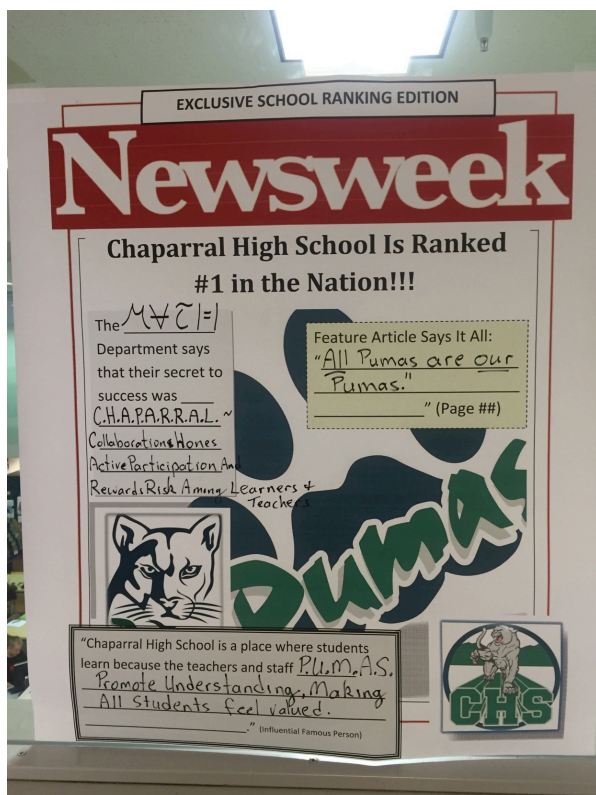 EXCLUSIVE SCHOOL RANKING EDITION
Newsweek
Chaparral High School Is Ranked
#1 in the Nation!!!
The M∀τ|=|
Department says
that their secret to
success was
C.H.A.P.A.R.R.A.L. ~
Collaboration Hones
Active Participation And
Rewards Risk Among Learners &
Teachers
Feature Article Says It All:
"All Pumas are our
Pumas."
" (Page ##)
Pumas
"Chaparral High School is a place where students
learn because the teachers and staff P.U.M.A.S.
Promote Understanding, Making
All Students feel valued.
." (Influential Famous Person)
CHS